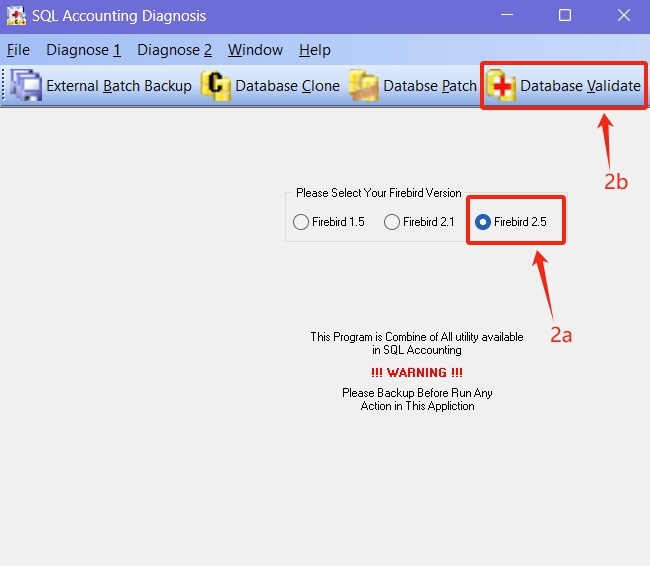 SQL Accounting Diagnosis
File Diagnose 1 Diagnose 2 Window Help
External Batch Backup Database Clone Databse Patch Database Validate
2b
Please Select Your Firebird Version
Firebird 1.5 Firebird 2.1 Firebird 2.5
2a
This Program is Combine of All utility available
in SQL Accounting
!!! WARNING !!!
Please Backup Before Run Any
Action in This Appliction